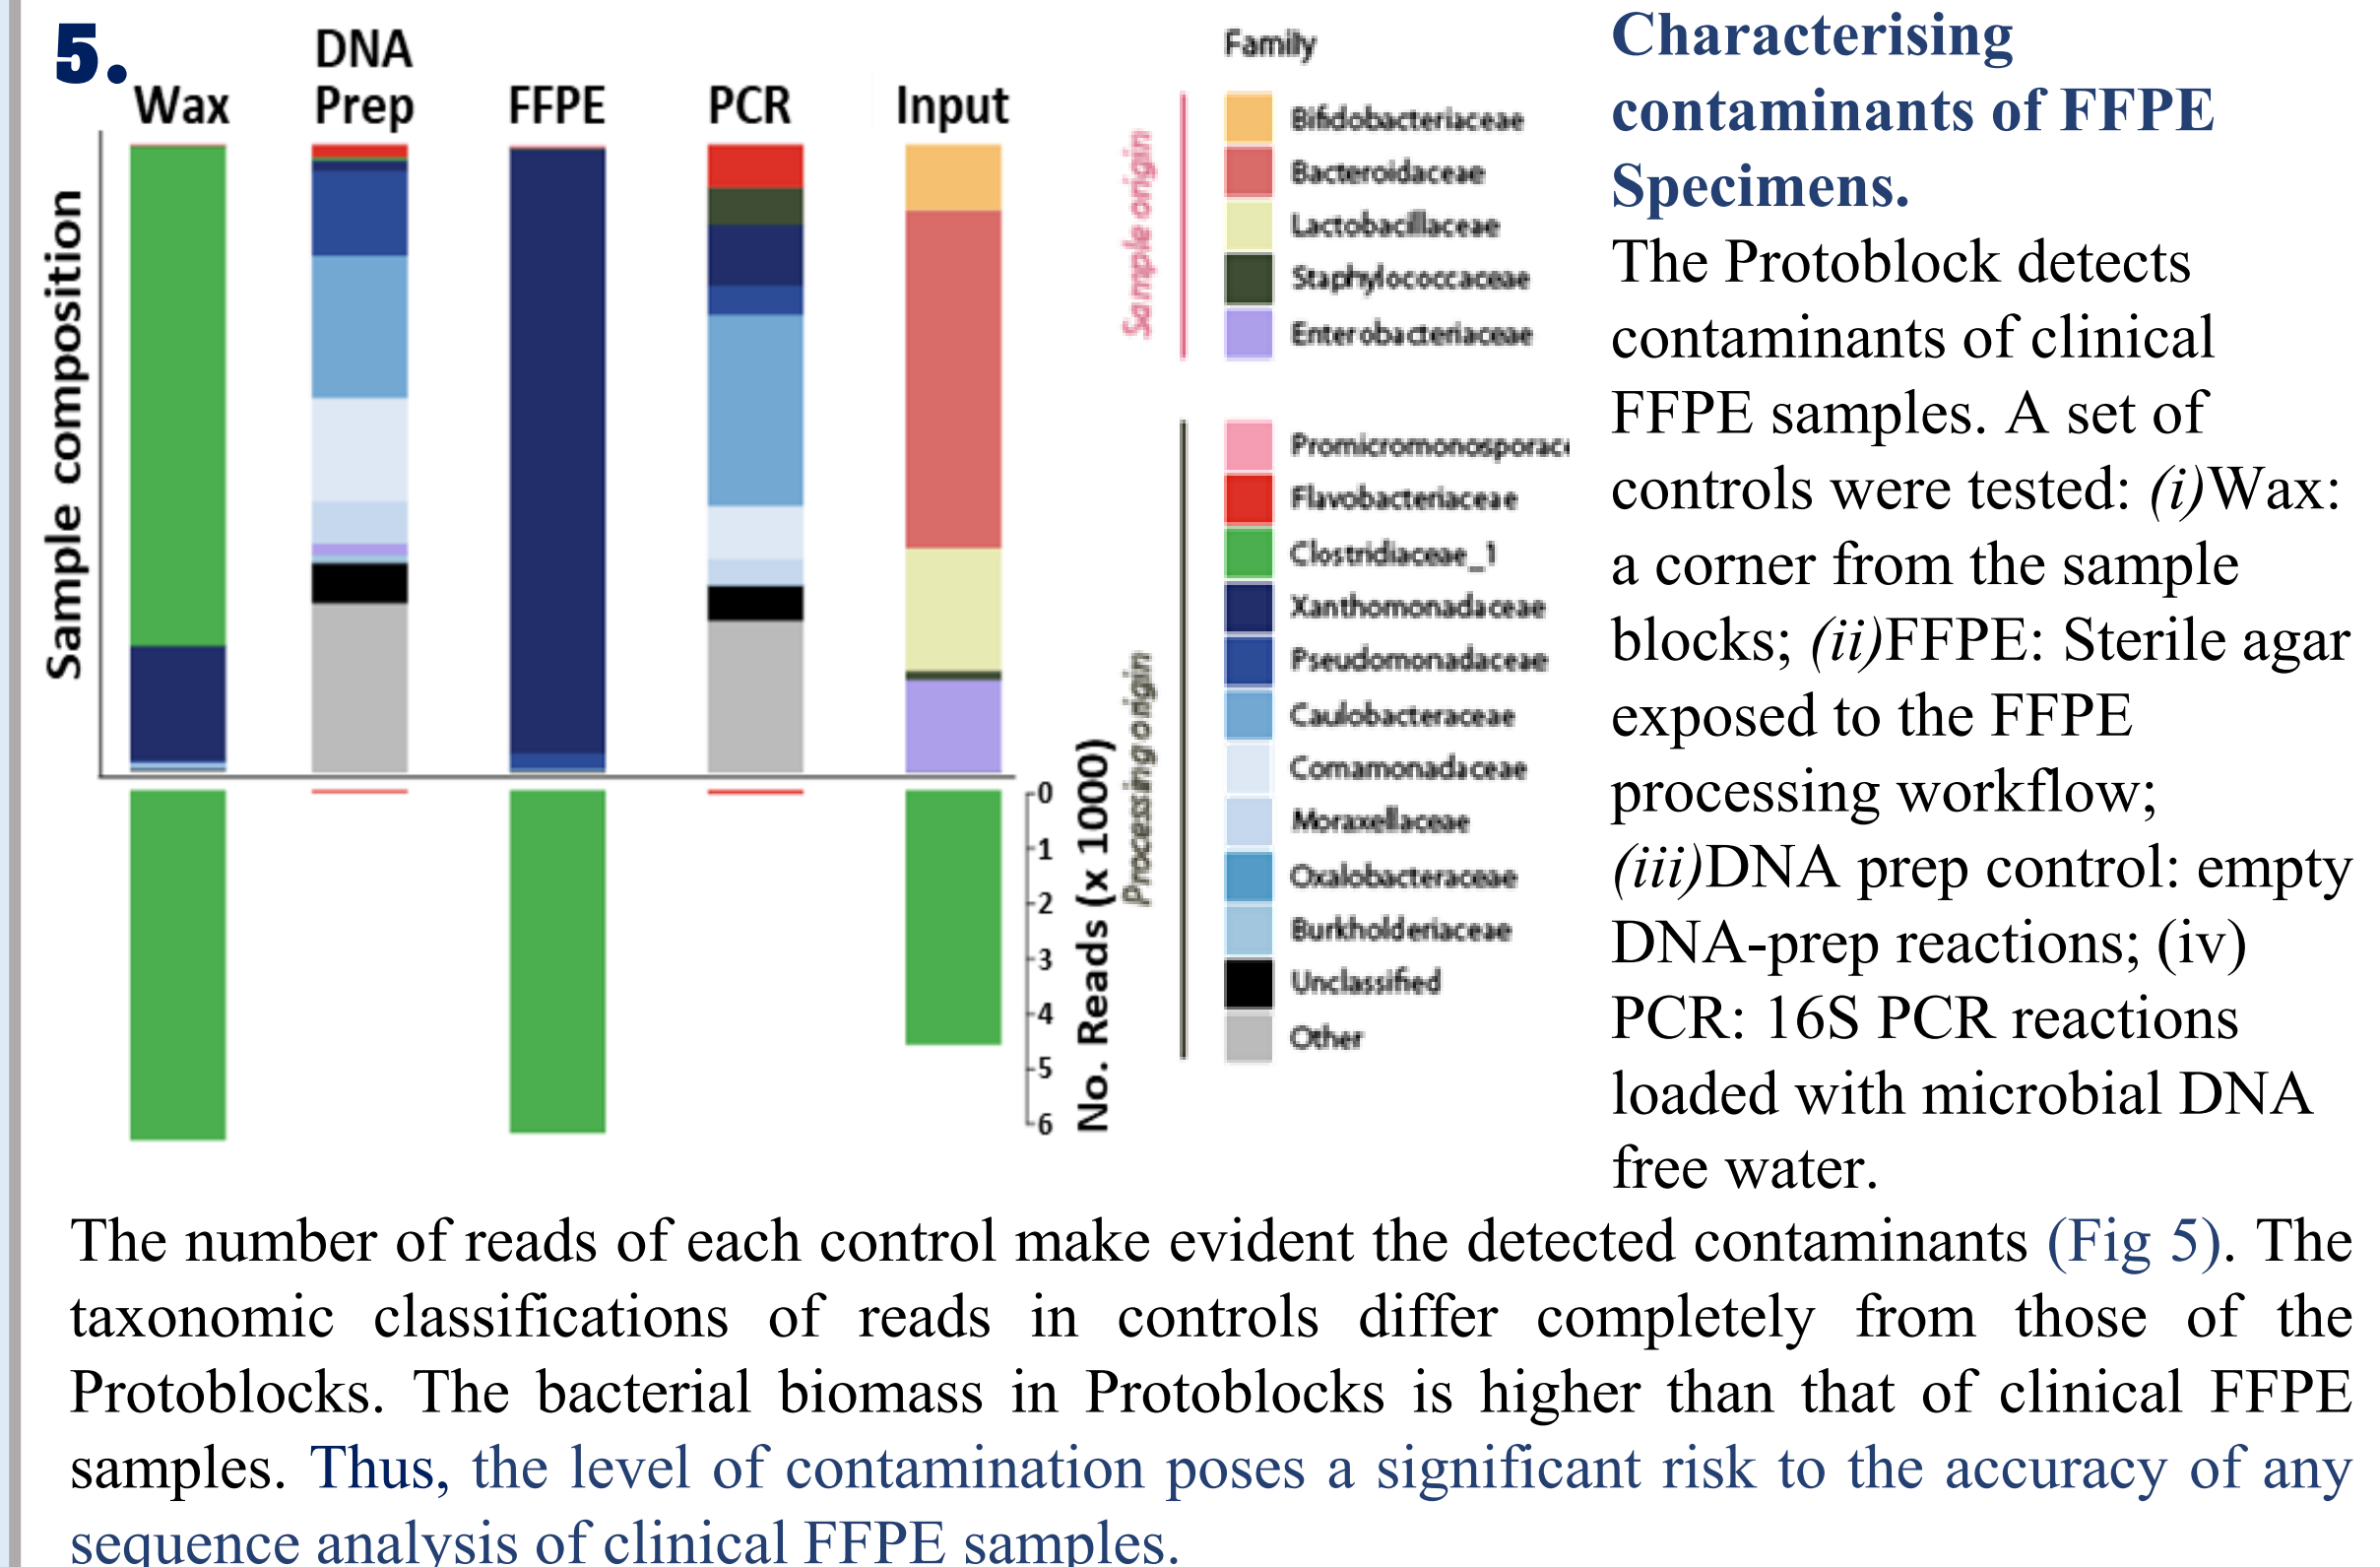 5.
Wax
DNA
Prep
FFPE
PCR
Input
Sample composition
0
1
2
3
4
5
6
No. Reads (x 1000)
Family
Sample origin
Bifidobacteriaceae
Bacteroidaceae
Lactobacillaceae
Staphylococcaceae
Enterobacteriaceae
Processing origin
Promicromonosporac
Flavobacteriaceae
Clostridiaceae_1
Xanthomonadaceae
Pseudomonadaceae
Caulobacteraceae
Comamonadaceae
Moraxellaceae
Oxalobacteraceae
Burkholderiaceae
Unclassified
Other
Characterising
contaminants of FFPE
Specimens.
The Protoblock detects
contaminants of clinical
FFPE samples. A set of
controls were tested: (i)Wax:
a corner from the sample
blocks; (ii)FFPE: Sterile agar
exposed to the FFPE
processing workflow;
(iii)DNA prep control: empty
DNA-prep reactions; (iv)
PCR: 16S PCR reactions
loaded with microbial DNA
free water.
The number of reads of each control make evident the detected contaminants (Fig 5). The
taxonomic classifications of reads in controls differ completely from those of the
Protoblocks. The bacterial biomass in Protoblocks is higher than that of clinical FFPE
samples. Thus, the level of contamination poses a significant risk to the accuracy of any
sequence analysis of clinical FFPE samples.